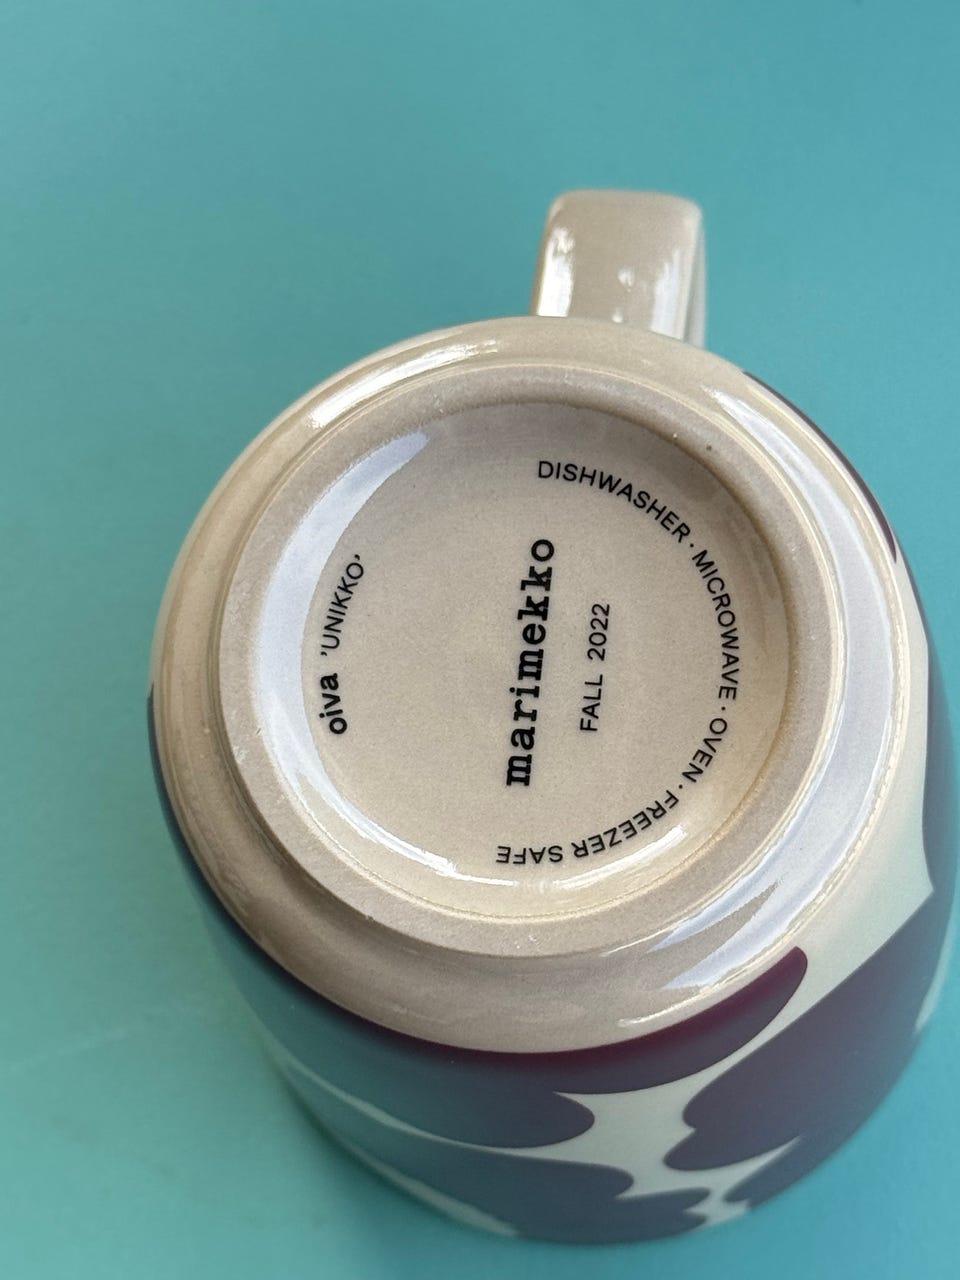 oiva 'UNIKKO'
marimekko
FALL 2022
DISHWASHER · MICROWAVE · OVEN · FREEZER SAFE